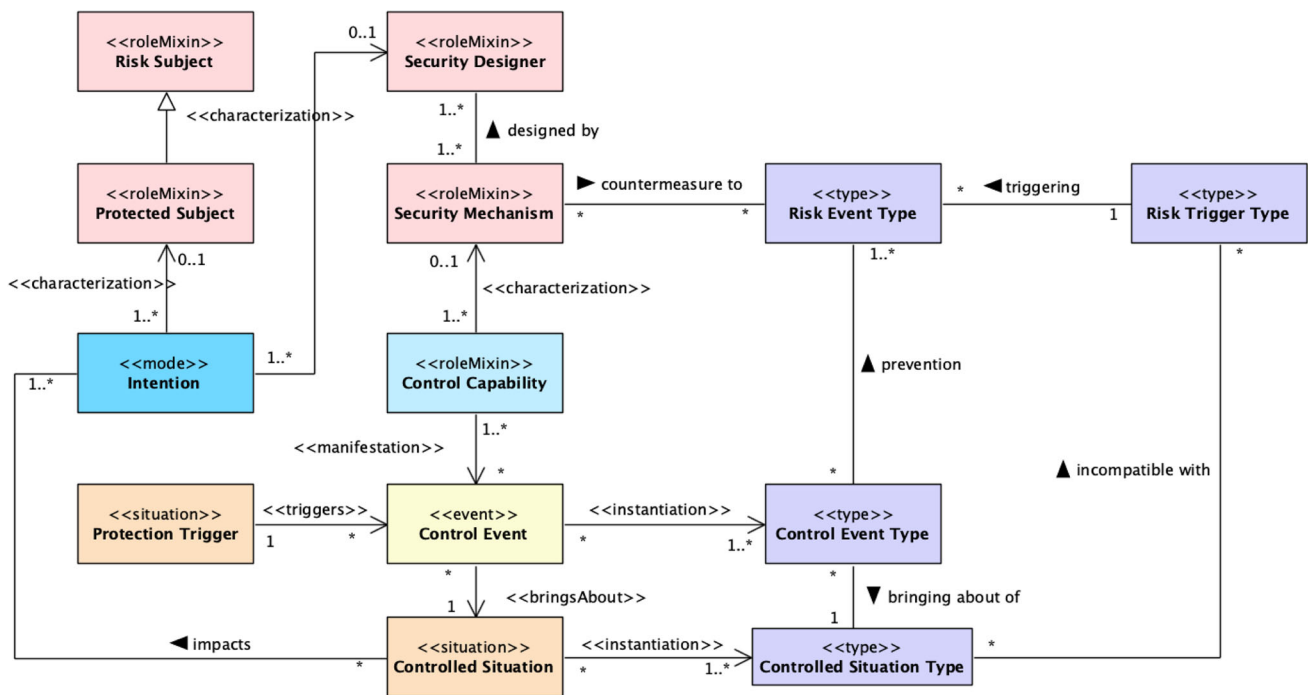 <<roleMixin>>
Risk Subject
0..1
<<roleMixin>>
Security Designer
<<characterization>>
1..*
▲ designed by
1..*
<<roleMixin>>
Protected Subject
<<roleMixin>>
Security Mechanism
► countermeasure to
*
*
<<type>>
Risk Event Type
*
◄ triggering
1
<<type>>
Risk Trigger Type
0..1
<<characterization>>
1..*
0..1
<<characterization>>
1..*
1..*
*
<<mode>>
Intention
1..*
1..*
<<roleMixin>>
Control Capability
▲ prevention
1..*
<<manifestation>>
*
*
▲ incompatible with
<<situation>>
Protection Trigger
<<triggers>>
1
*
<<event>>
Control Event
<<instantiation>>
*
1..*
<<type>>
Control Event Type
*
1
<<bringsAbout>>
*
▼ bringing about of
1
◄ impacts
*
<<situation>>
Controlled Situation
<<instantiation>>
*
1..*
<<type>>
Controlled Situation Type
*